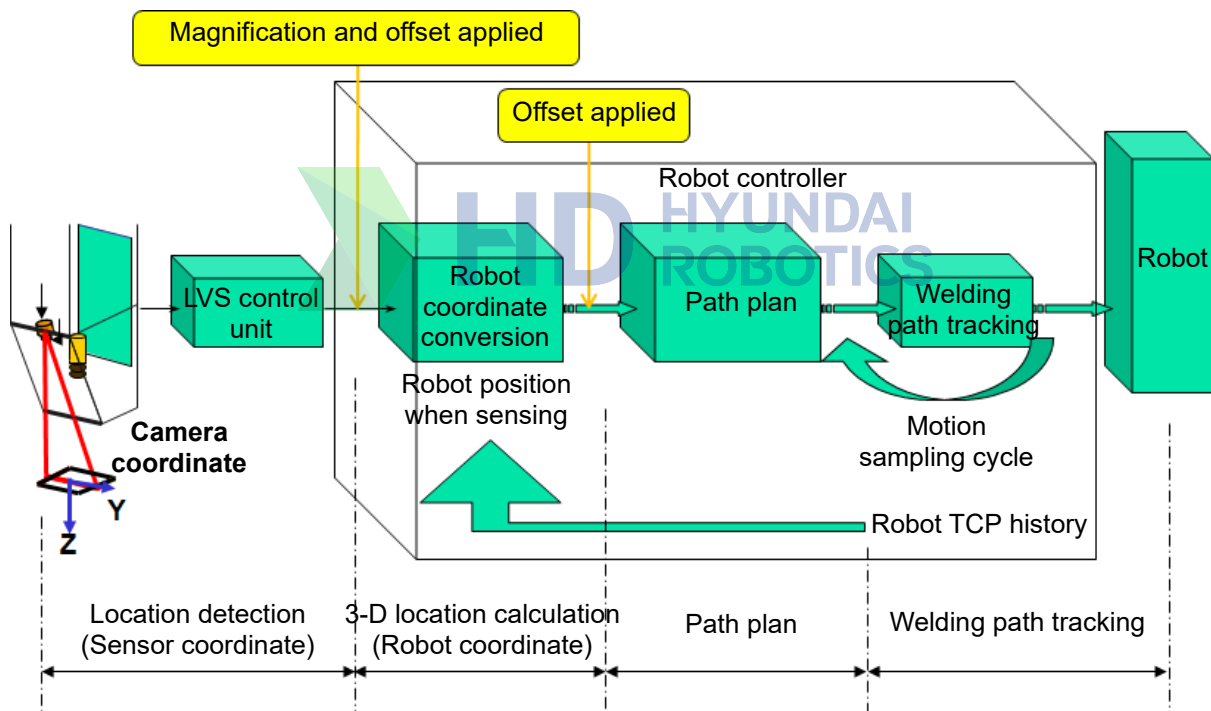 Magnification and offset applied
Offset applied
Robot controller
HD HYUNDAI
ROBOTICS
LVS control
unit
Robot
coordinate
conversion
Path plan
Welding
path tracking
Robot
Robot position
when sensing
Motion
sampling cycle
Camera
coordinate
Y
Z
Robot TCP history
Location detection
(Sensor coordinate)
3-D location calculation
(Robot coordinate)
Path plan
Welding path tracking